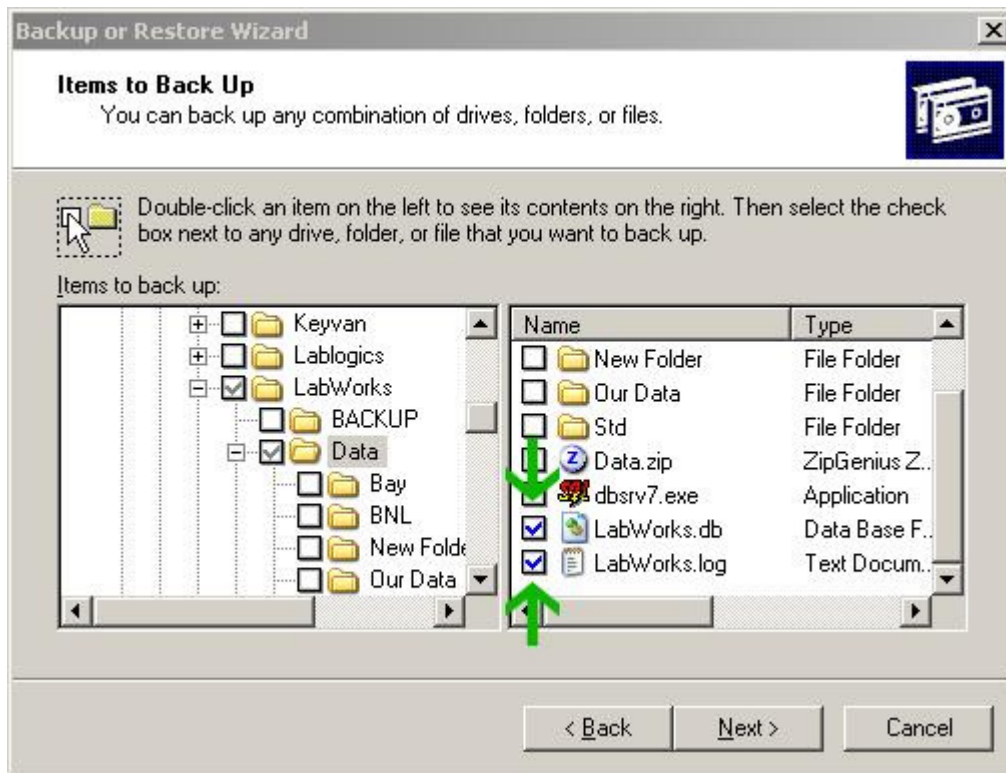 Backup or Restore Wizard
Items to Back Up
You can back up any combination of drives, folders, or files.
Double-click an item on the left to see its contents on the right. Then select the check
box next to any drive, folder, or file that you want to back up.
Items to back up:
Keyvan
Lablogics
LabWorks
BACKUP
Data
Bay
BNL
New Folde
Our Data
Name Type
New Folder File Folder
Our Data File Folder
Std File Folder
Data.zip ZipGenius Z..
dbsrv7.exe Application
LabWorks.db Data Base F..
LabWorks.log Text Docum..
< Back Next > Cancel